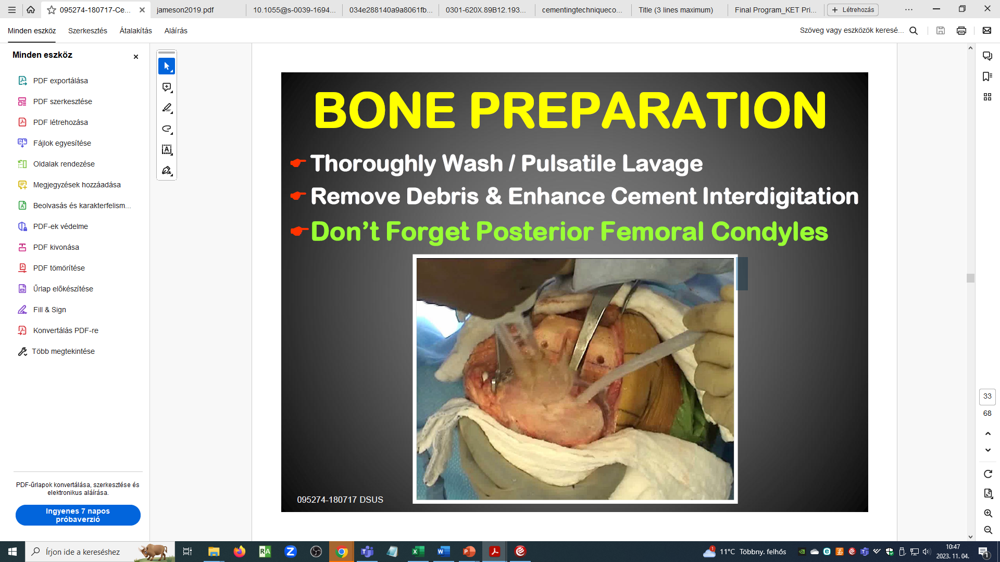 095274-180717-Ce...
jameson2019.pdf
10.1055@s-0039-1694...
034e288140a9a8061fb...
0301-620X.89B12.193...
cementingtechniqueco...
Title (3 lines maximum)
Final Program_KET Pri...
Létrehozás
Minden eszköz
Szerkesztés
Átalakítás
Aláírás
Szöveg vagy eszközök keresé...
Minden eszköz
PDF exportálása
PDF szerkesztése
PDF létrehozása
Fájlok egyesítése
Oldalak rendezése
Megjegyzések hozzáadása
Beolvasás és karakterfelism...
PDF-ek védelme
PDF kivonása
PDF tömörítése
Űrlap előkészítése
Fill & Sign
Konvertálás PDF-re
Több megtekintése
PDF-űrlapok konvertálása, szerkesztése és
elektronikus aláírása.
Ingyenes 7 napos
próbaverzió
BONE PREPARATION
Thoroughly Wash / Pulsatile Lavage
Remove Debris & Enhance Cement Interdigitation
Don't Forget Posterior Femoral Condyles
095274-180717 DSUS
33
68
Írjon ide a kereséshez
11°C Többny. felhős
10:47
2023. 11. 04.